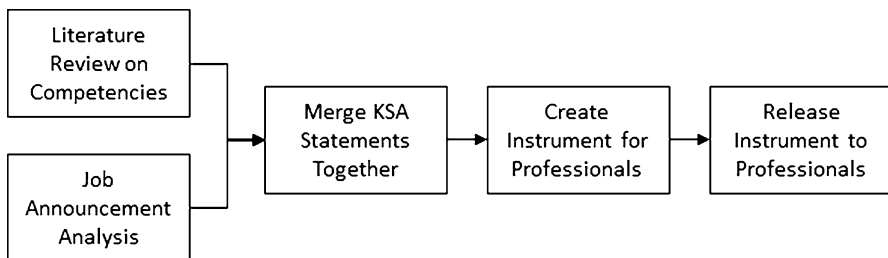 Literature
Review on
Competencies
Job
Announcement
Analysis
Merge KSA
Statements
Together
Create
Instrument for
Professionals
Release
Instrument to
Professionals